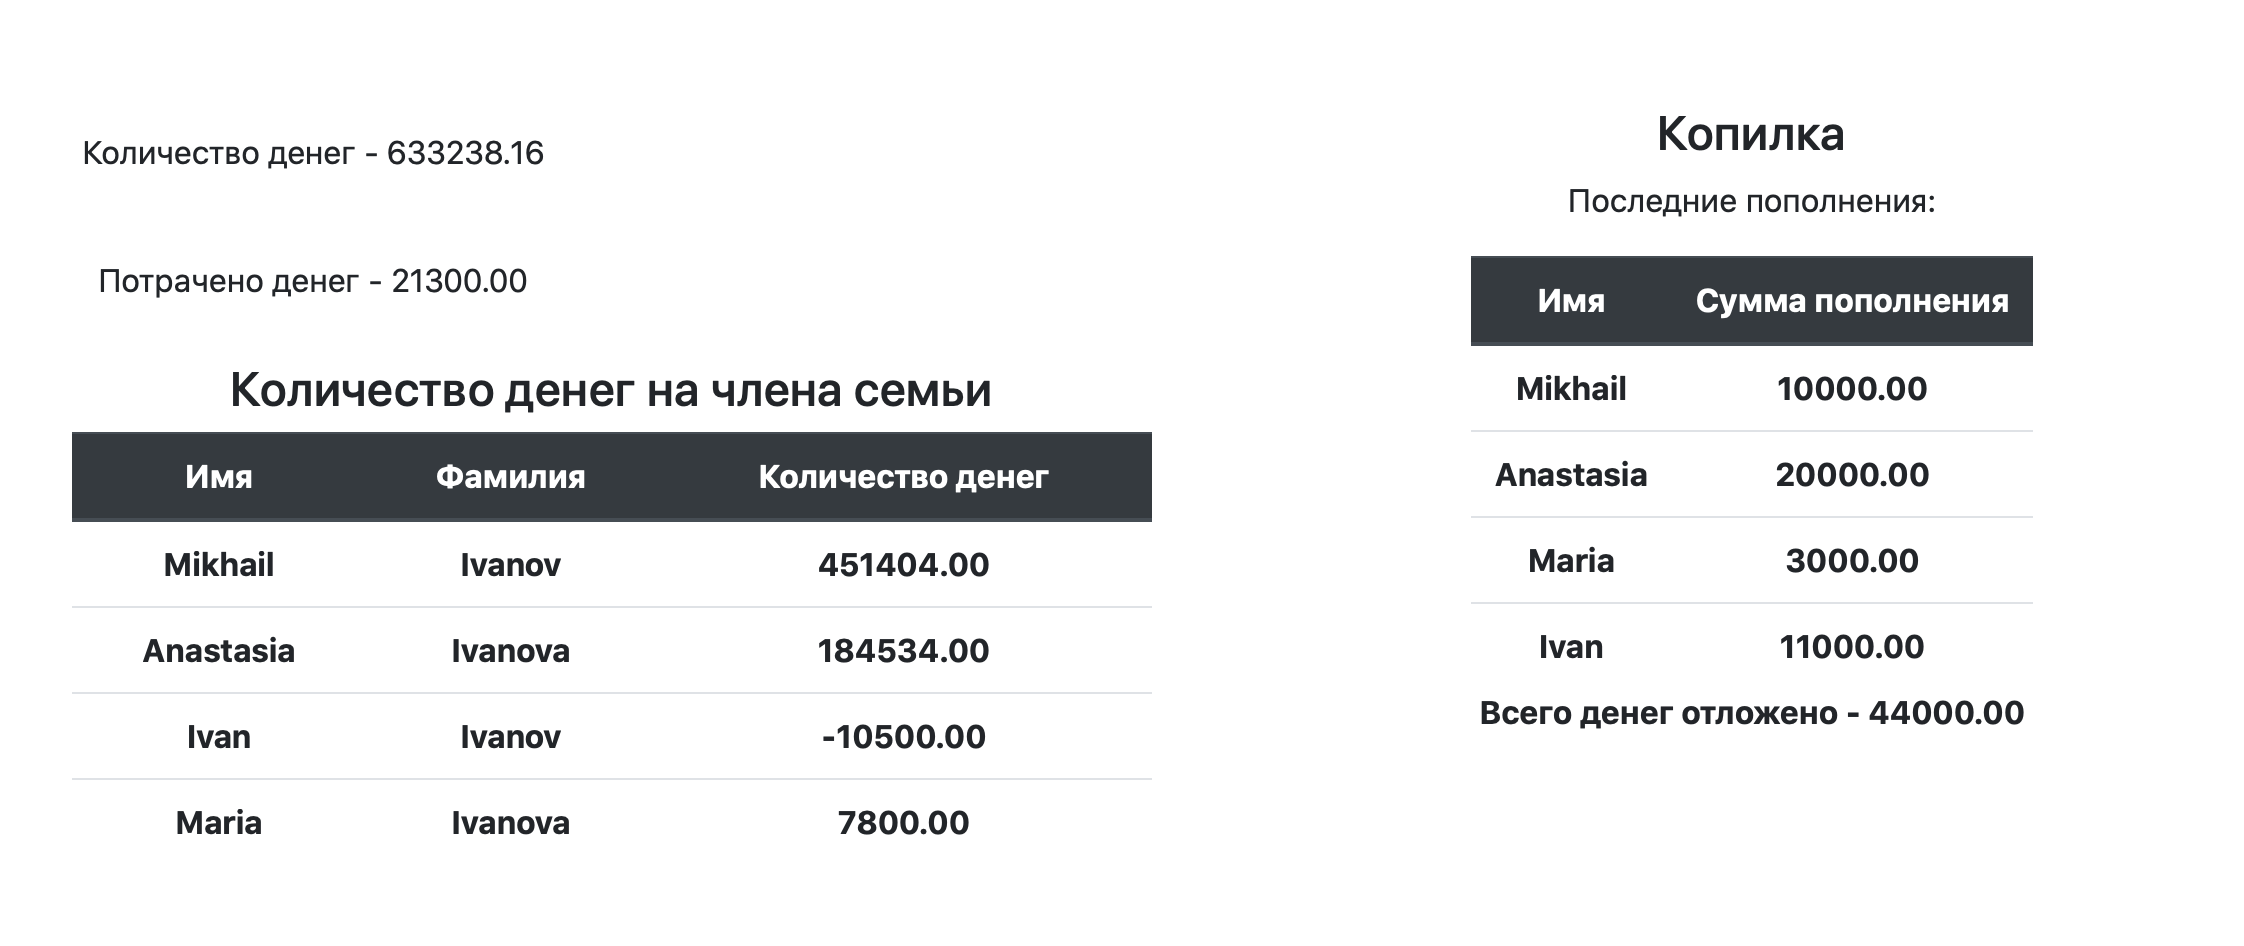 Количество денег - 633238.16
Потрачено денег - 21300.00
Количество денег на члена семьи
Имя Фамилия Количество денег
Mikhail Ivanov 451404.00
Anastasia Ivanova 184534.00
Ivan Ivanov -10500.00
Maria Ivanova 7800.00
Копилка
Последние пополнения:
Имя Сумма пополнения
Mikhail 10000.00
Anastasia 20000.00
Maria 3000.00
Ivan 11000.00
Всего денег отложено - 44000.00